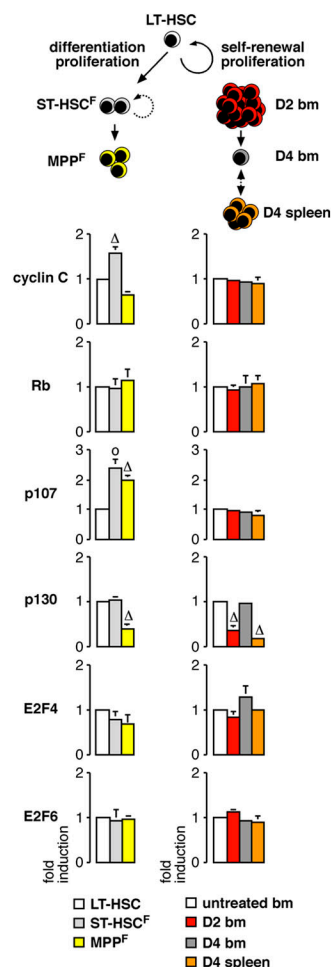 LT-HSC
differentiation
proliferation
self-renewal
proliferation
ST-HSCF
D2 bm
MPPF
D4 bm
D4 spleen
cyclin C
2
1
0
Δ
2
1
0
Rb
2
1
0
2
1
0
p107
3
2
1
0
o
Δ
3
2
1
0
p130
2
1
0
Δ
2
1
0
Δ
Δ
E2F4
2
1
0
2
1
0
E2F6
2
1
0
2
1
0
fold
induction
fold
induction
LT-HSC
ST-HSCF
MPPF
untreated bm
D2 bm
D4 bm
D4 spleen